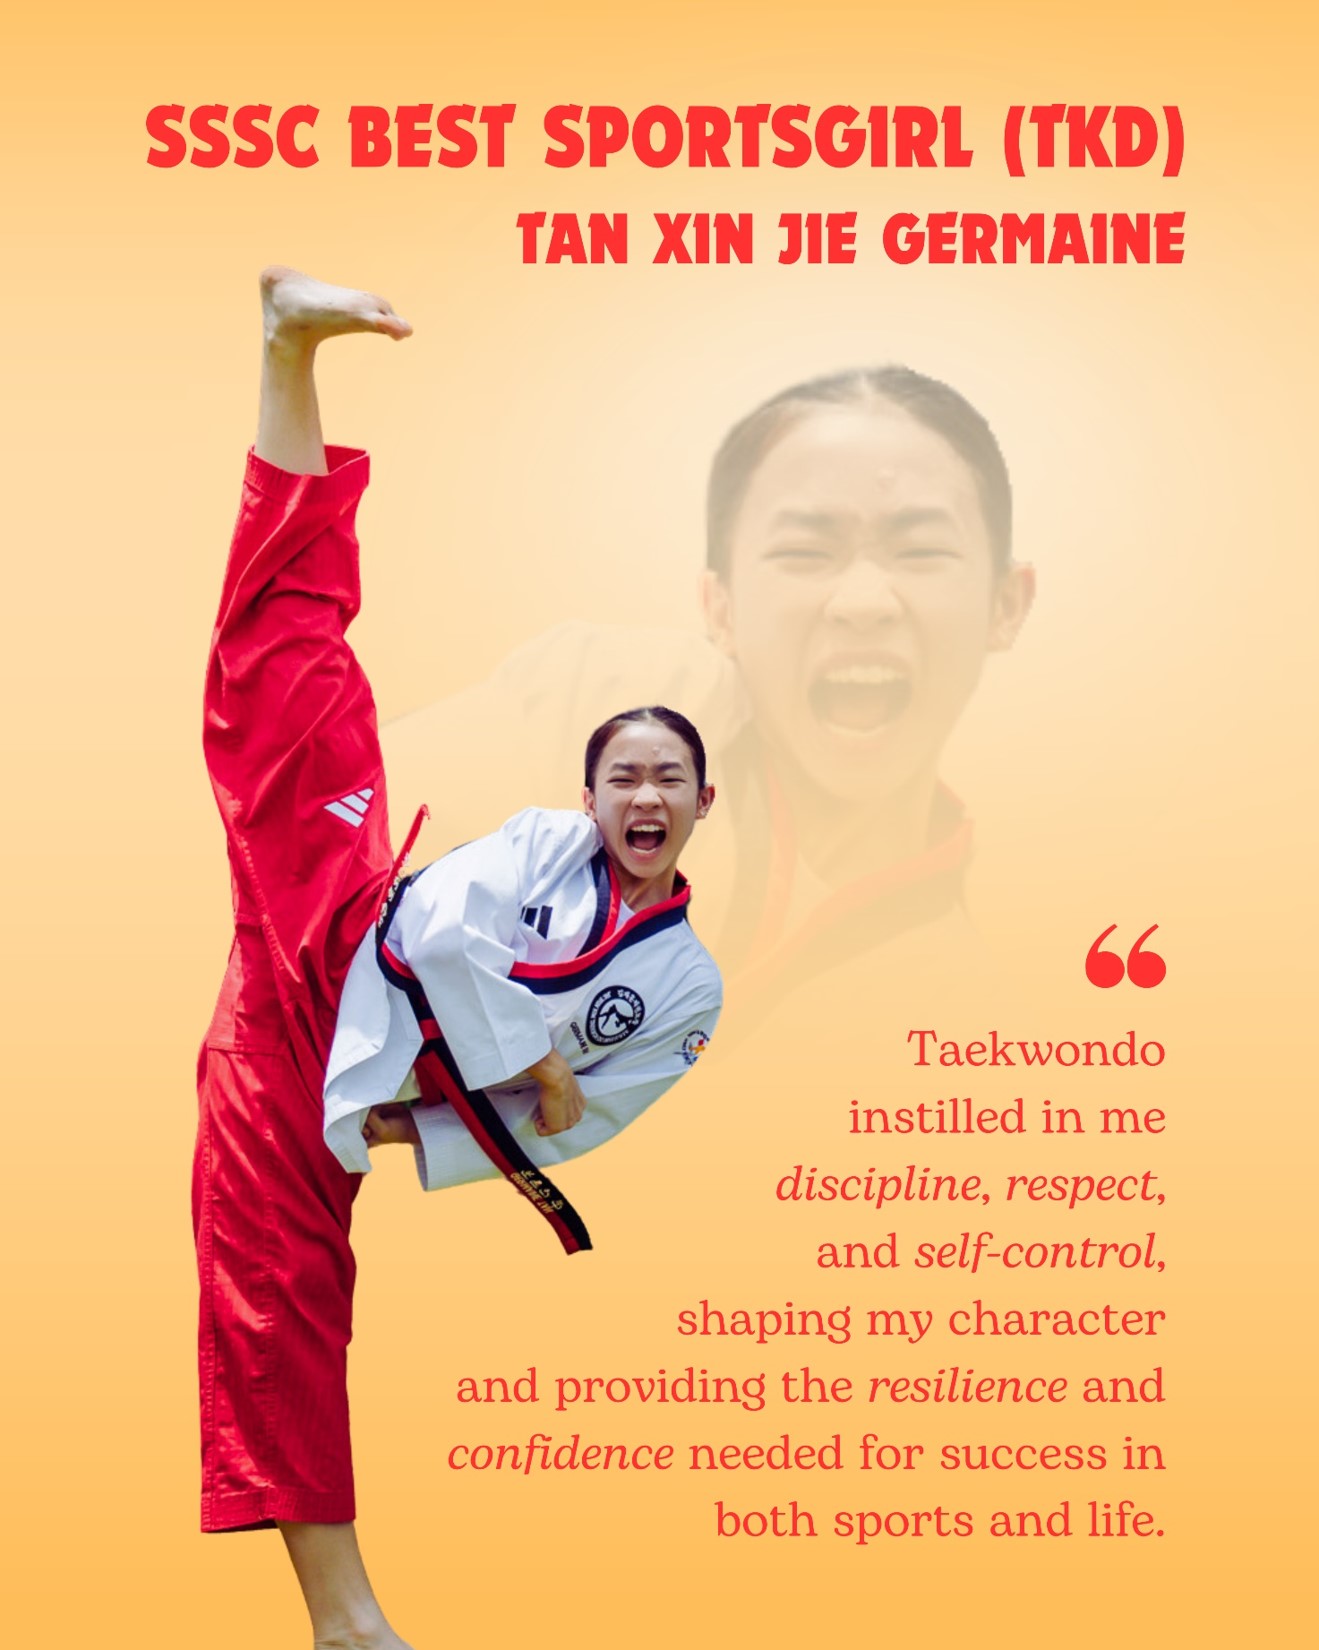 SSSC BEST SPORTSGIRL (TKD)
TAN XIN JIE GERMAINE
“
Taekwondo
instilled in me
discipline, respect,
and self-control,
shaping my character
and providing the resilience and
confidence needed for success in
both sports and life.